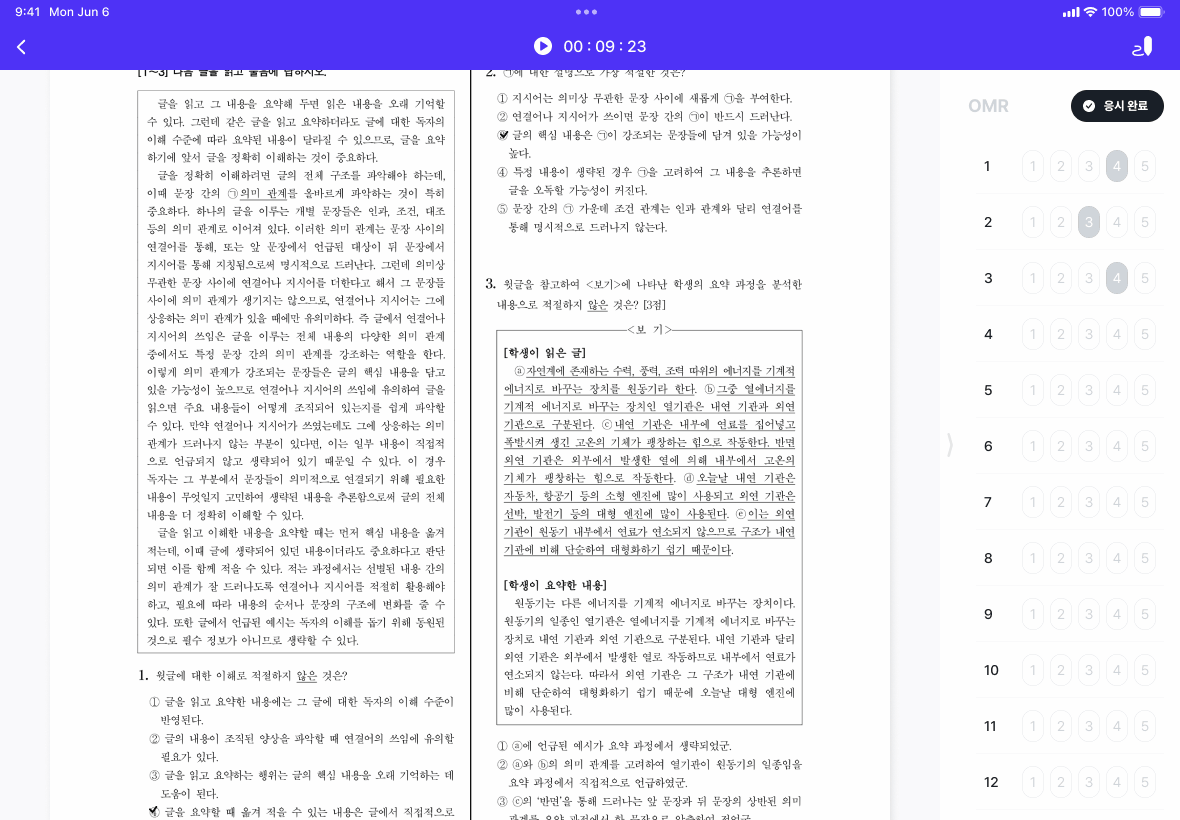 9:41 Mon Jun 6
100%
00 : 09 : 23
[1~3] 다음 글을 읽고 물음에 답하시오.
글을 읽고 그 내용을 요약해 두면 읽은 내용을 오래 기억할
수 있다. 그런데 같은 글을 읽고 요약하더라도 글에 대한 독자의
이해 수준에 따라 요약된 내용이 달라질 수 있으므로, 글을 요약
하기에 앞서 글을 정확히 이해하는 것이 중요하다.
글을 정확히 이해하려면 글의 전체 구조를 파악해야 하는데,
이때 문장 간의 ㉠의미 관계를 올바르게 파악하는 것이 특히
중요하다. 하나의 글을 이루는 개별 문장들은 인과, 조건, 대조
등의 의미 관계로 이어져 있다. 이러한 의미 관계는 문장 사이의
연결어를 통해, 또는 앞 문장에서 언급된 대상이 뒤 문장에서
지시어를 통해 지칭됨으로써 명시적으로 드러난다. 그런데 의미상
무관한 문장 사이에 연결어나 지시어를 더한다고 해서 그 문장들
사이에 의미 관계가 생기지는 않으므로, 연결어나 지시어는 그에
상응하는 의미 관계가 있을 때에만 유의미하다. 즉 글에서 연결어나
지시어의 쓰임은 글을 이루는 전체 내용의 다양한 의미 관계
중에서도 특정 문장 간의 의미 관계를 강조하는 역할을 한다.
이렇게 의미 관계가 강조되는 문장들은 글의 핵심 내용을 담고
있을 가능성이 높으므로 연결어나 지시어의 쓰임에 유의하여 글을
읽으면 주요 내용들이 어떻게 조직되어 있는지를 쉽게 파악할
수 있다. 만약 연결어나 지시어가 쓰였는데도 그에 상응하는 의미
관계가 드러나지 않는 부분이 있다면, 이는 일부 내용이 직접적
으로 언급되지 않고 생략되어 있기 때문일 수 있다. 이 경우
독자는 그 부분에서 문장들이 의미적으로 연결되기 위해 필요한
내용이 무엇일지 고민하여 생략된 내용을 추론함으로써 글의 전체
내용을 더 정확히 이해할 수 있다.
글을 읽고 이해한 내용을 요약할 때는 먼저 핵심 내용을 옮겨
적는데, 이때 글에 생략되어 있던 내용이더라도 중요하다고 판단
되면 이를 함께 적을 수 있다. 적는 과정에서는 선별된 내용 간의
의미 관계가 잘 드러나도록 연결어나 지시어를 적절히 활용해야
하고, 필요에 따라 내용의 순서나 문장의 구조에 변화를 줄 수
있다. 또한 글에서 언급된 예시는 독자의 이해를 돕기 위해 동원된
것으로 필수 정보가 아니므로 생략할 수 있다.
1. 윗글에 대한 이해로 적절하지 않은 것은?
① 글을 읽고 요약한 내용에는 그 글에 대한 독자의 이해 수준이
반영된다.
② 글의 내용이 조직된 양상을 파악할 때 연결어의 쓰임에 유의할
필요가 있다.
③ 글을 읽고 요약하는 행위는 글의 핵심 내용을 오래 기억하는 데
도움이 된다.
④ 글을 요약할 때 옮겨 적을 수 있는 내용은 글에서 직접적으로
2. ㉠에 대한 설명으로 가장 적절한 것은?
① 지시어는 의미상 무관한 문장 사이에 새롭게 ㉠을 부여한다.
② 연결어나 지시어가 쓰이면 문장 간의 ㉠이 반드시 드러난다.
③ 글의 핵심 내용은 ㉠이 강조되는 문장들에 담겨 있을 가능성이
높다.
④ 특정 내용이 생략된 경우 ㉠을 고려하여 그 내용을 추론하면
글을 오독할 가능성이 커진다.
⑤ 문장 간의 ㉠ 가운데 조건 관계는 인과 관계와 달리 연결어를
통해 명시적으로 드러나지 않는다.
3. 윗글을 참고하여 <보기>에 나타난 학생의 요약 과정을 분석한
내용으로 적절하지 않은 것은? [3점]
<보 기>
[학생이 읽은 글]
ⓐ자연계에 존재하는 수력, 풍력, 조력 따위의 에너지를 기계적
에너지로 바꾸는 장치를 원동기라 한다. ⓑ그중 열에너지를
기계적 에너지로 바꾸는 장치인 열기관은 내연 기관과 외연
기관으로 구분된다. ⓒ내연 기관은 내부에 연료를 집어넣고
폭발시켜 생긴 고온의 기체가 팽창하는 힘으로 작동한다. 반면
외연 기관은 외부에서 발생한 열에 의해 내부에서 고온의
기체가 팽창하는 힘으로 작동한다. ⓓ오늘날 내연 기관은
자동차, 항공기 등의 소형 엔진에 많이 사용되고 외연 기관은
선박, 발전기 등의 대형 엔진에 많이 사용된다. ⓔ이는 외연
기관이 원동기 내부에서 연료가 연소되지 않으므로 구조가 내연
기관에 비해 단순하여 대형화하기 쉽기 때문이다.
[학생이 요약한 내용]
원동기는 다른 에너지를 기계적 에너지로 바꾸는 장치이다.
원동기의 일종인 열기관은 열에너지를 기계적 에너지로 바꾸는
장치로 내연 기관과 외연 기관으로 구분된다. 내연 기관과 달리
외연 기관은 외부에서 발생한 열로 작동하므로 내부에서 연료가
연소되지 않는다. 따라서 외연 기관은 그 구조가 내연 기관에
비해 단순하여 대형화하기 쉽기 때문에 오늘날 대형 엔진에
많이 사용된다.
① ⓐ에 언급된 예시가 요약 과정에서 생략되었군.
② ⓐ와 ⓑ의 의미 관계를 고려하여 열기관이 원동기의 일종임을
요약 과정에서 직접적으로 언급하였군.
③ ⓒ의 '반면'을 통해 드러나는 앞 문장과 뒤 문장의 상반된 의미
관계를 요약 과정에서 한 문장으로 압축하여 적었군.
OMR
응시 완료
1 1 2 3 4 5
2 1 2 3 4 5
3 1 2 3 4 5
4 1 2 3 4 5
5 1 2 3 4 5
6 1 2 3 4 5
7 1 2 3 4 5
8 1 2 3 4 5
9 1 2 3 4 5
10 1 2 3 4 5
11 1 2 3 4 5
12 1 2 3 4 5